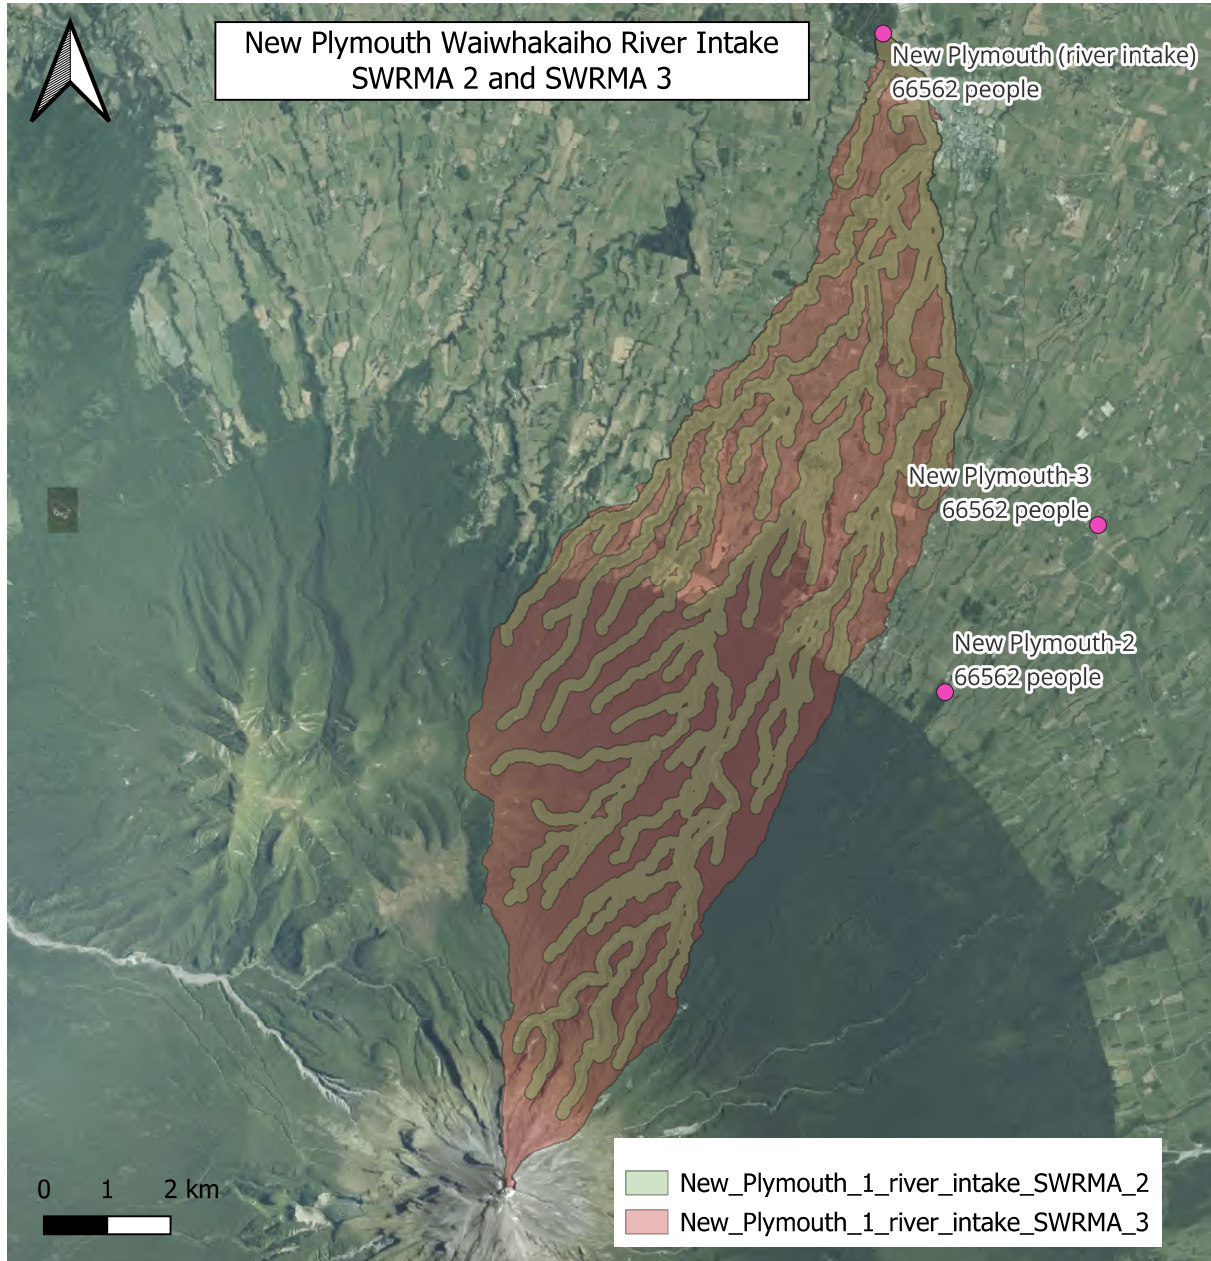 New Plymouth Waiwhakaiho River Intake
SWRMA 2 and SWRMA 3
New Plymouth (river intake)
66562 people
New Plymouth-3
66562 people
New Plymouth-2
66562 people
0 1 2 km
New_Plymouth_1_river_intake_SWRMA_2
New_Plymouth_1_river_intake_SWRMA_3